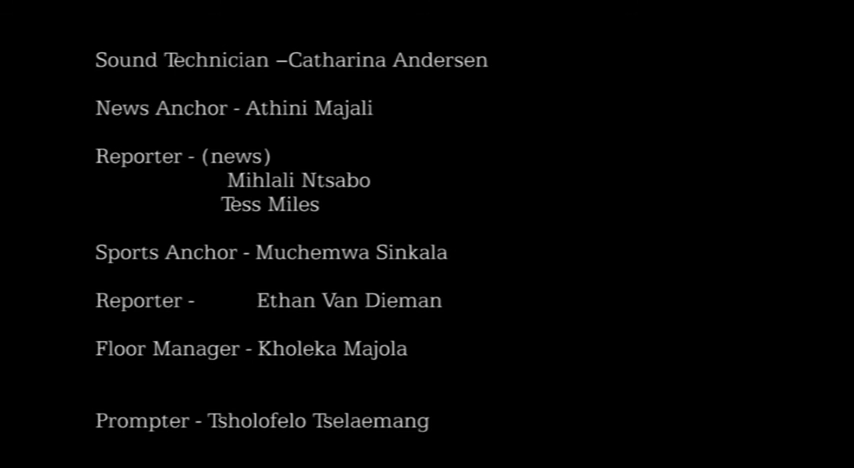 Sound Technician –Catharina Andersen
News Anchor - Athini Majali
Reporter - (news)
Mihlali Ntsabo
Tess Miles
Sports Anchor - Muchemwa Sinkala
Reporter - Ethan Van Dieman
Floor Manager - Kholeka Majola
Prompter - Tsholofelo Tselaemang